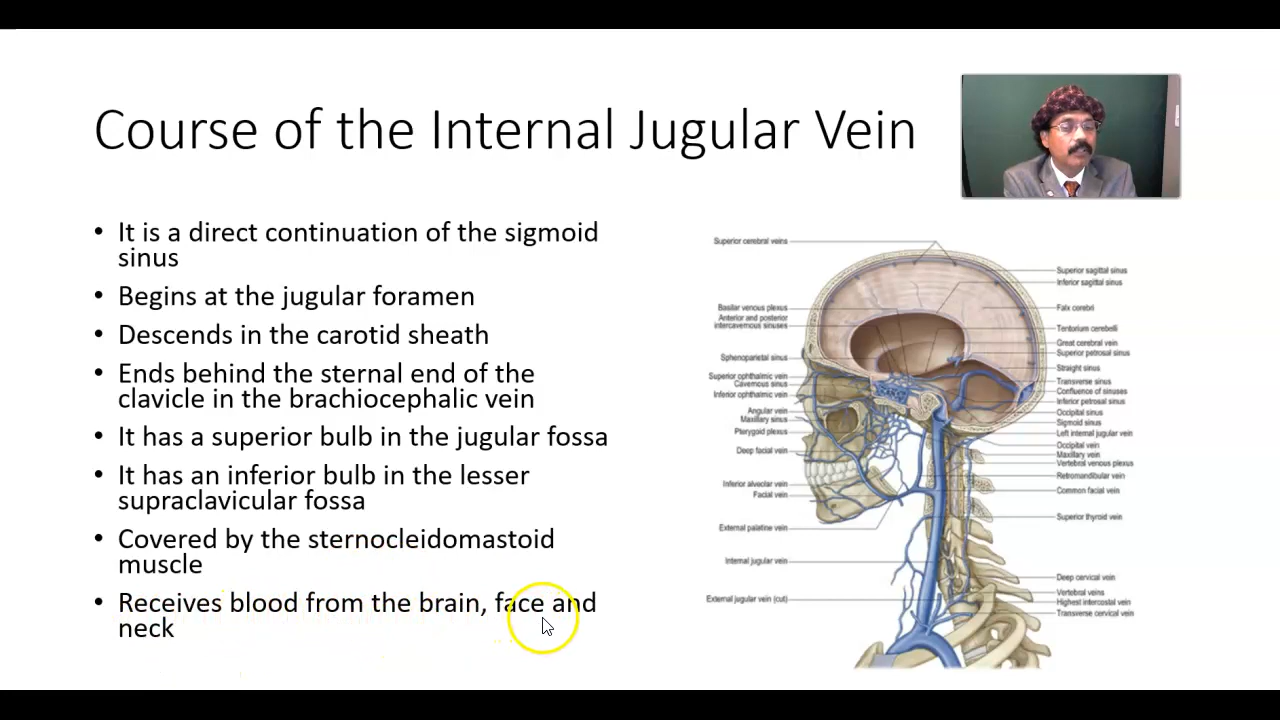 Course of the Internal Jugular Vein
• It is a direct continuation of the sigmoid
sinus
• Begins at the jugular foramen
• Descends in the carotid sheath
• Ends behind the sternal end of the
clavicle in the brachiocephalic vein
• It has a superior bulb in the jugular fossa
• It has an inferior bulb in the lesser
supraclavicular fossa
• Covered by the sternocleidomastoid
muscle
• Receives blood from the brain, face and
neck
Superior cerebral veins
Basilar venous plexus
Anterior and posterior
intercavernous sinuses
Sphenoparietal sinus
Superior ophthalmic vein
Cavernous sinus
Inferior ophthalmic vein
Angular vein
Maxillary sinus
Pterygoid plexus
Deep facial vein
Inferior alveolar vein
Facial vein
External palatine vein
Internal jugular vein
External jugular vein (cut)
Superior sagittal sinus
Inferior sagittal sinus
Falx cerebri
Tentorium cerebelli
Great cerebral vein
Superior petrosal sinus
Straight sinus
Transverse sinus
Confluence of sinuses
Inferior petrosal sinus
Occipital sinus
Sigmoid sinus
Left internal jugular vein
Occipital vein
Maxillary vein
Vertebral venous plexus
Retromandibular vein
Common facial vein
Superior thyroid vein
Deep cervical vein
Vertebral veins
Highest intercostal vein
Transverse cervical vein